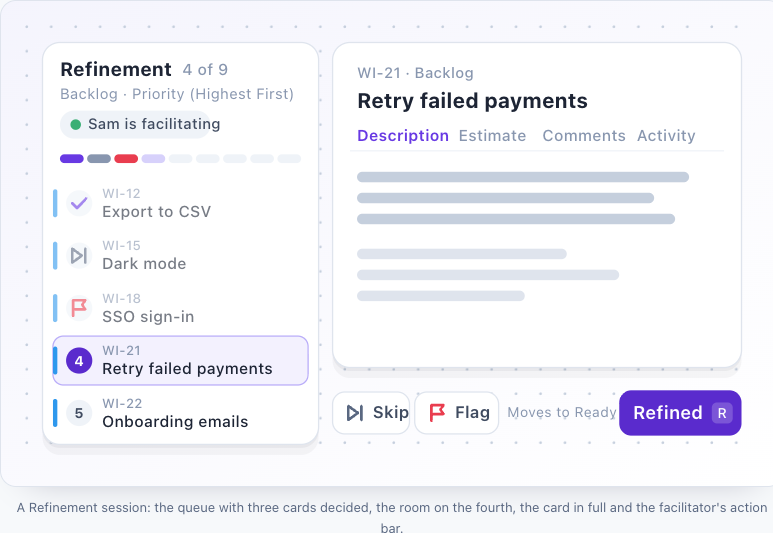 Refinement 4 of 9
Backlog · Priority (Highest First)
Sam is facilitating
WI-12
Export to CSV
WI-15
Dark mode
WI-18
SSO sign-in
4
WI-21
Retry failed payments
5
WI-22
Onboarding emails
WI-21 · Backlog
Retry failed payments
Description Estimate Comments Activity
Skip Flag Moves to Ready Refined R
A Refinement session: the queue with three cards decided, the room on the fourth, the card in full and the facilitator's action
bar.